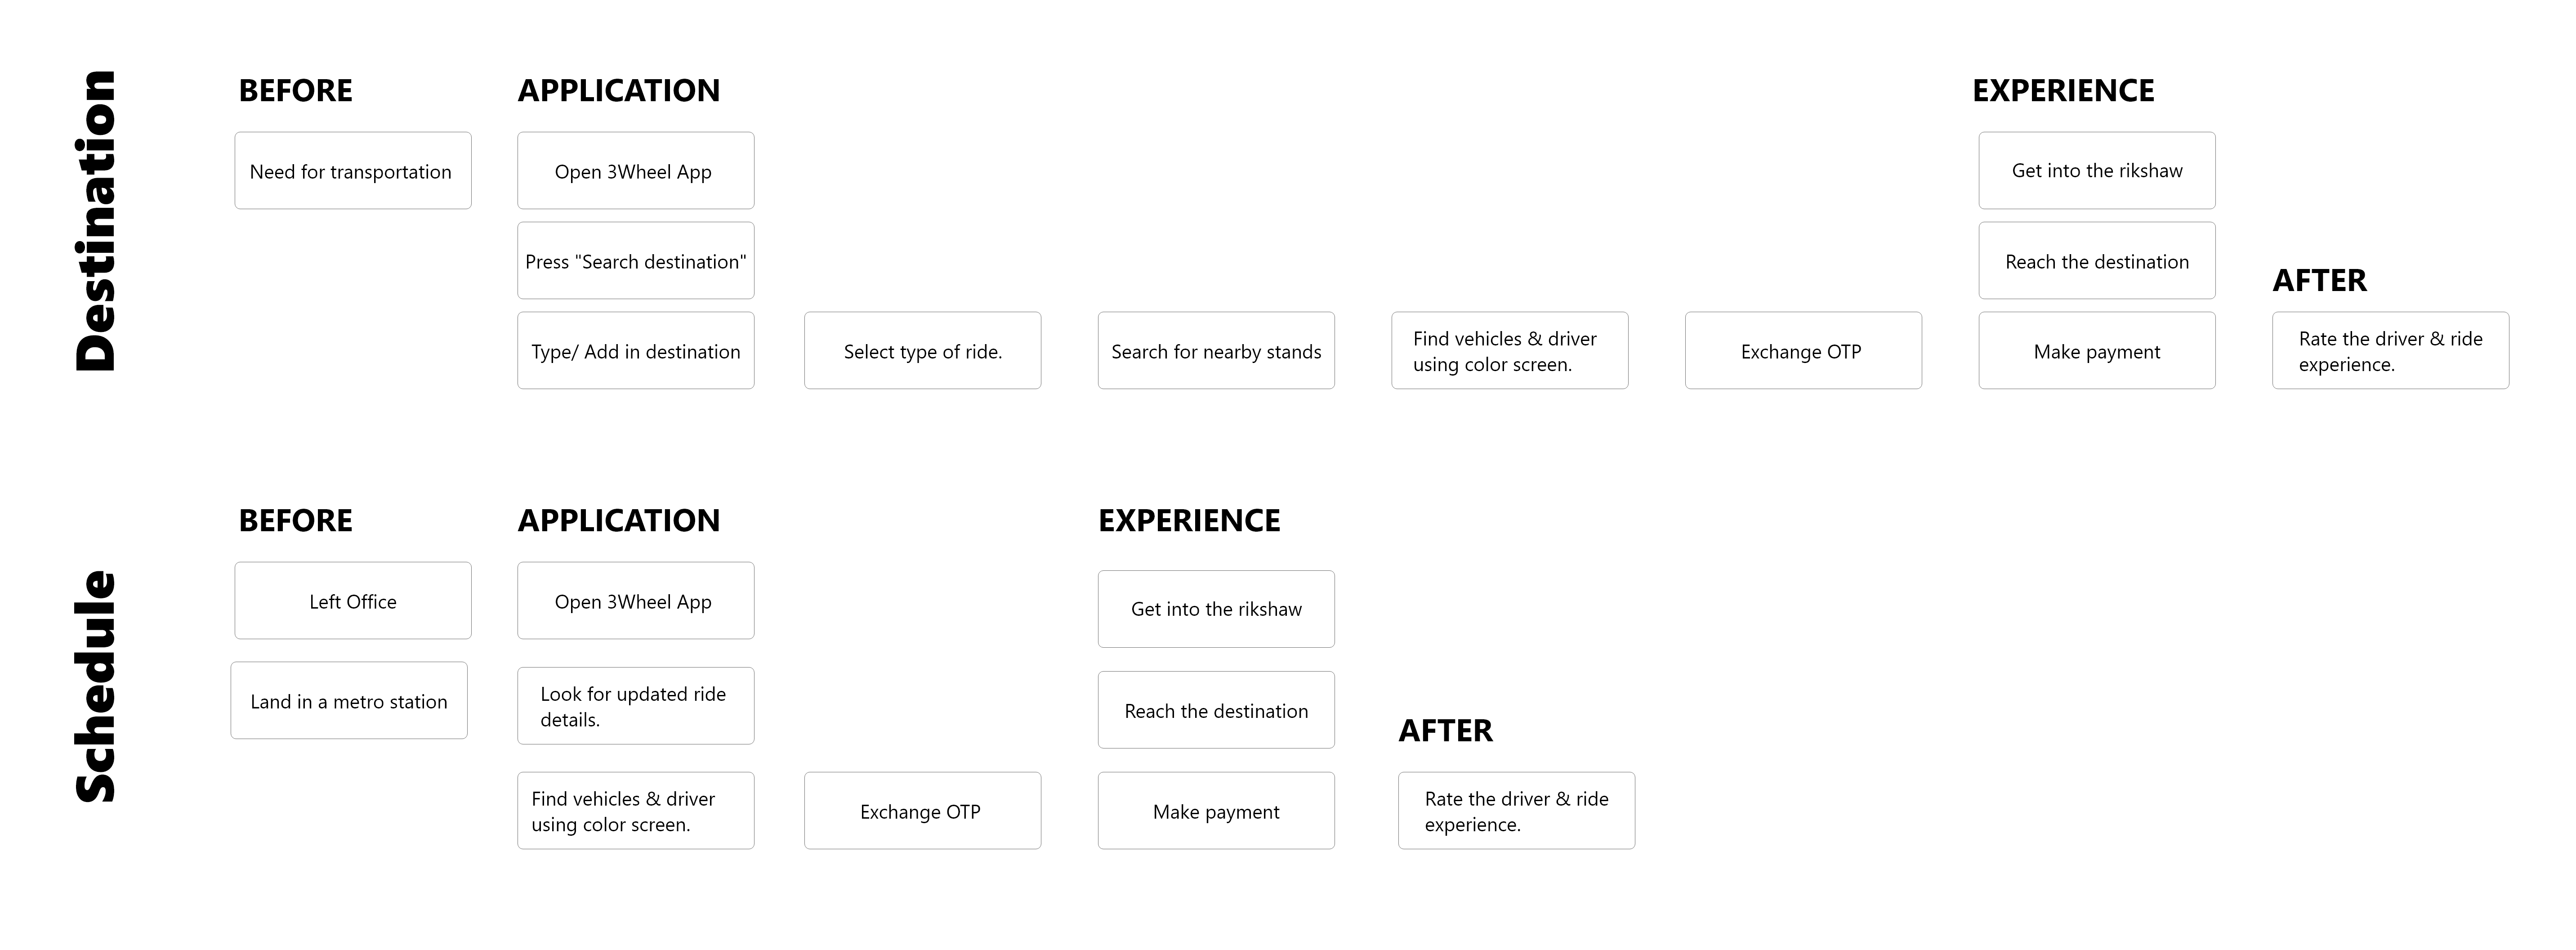 Destination
BEFORE
APPLICATION
EXPERIENCE
Need for transportation
Open 3Wheel App
Get into the rikshaw
Press "Search destination"
Reach the destination
AFTER
Type/ Add in destination
Select type of ride.
Search for nearby stands
Find vehicles & driver
using color screen.
Exchange OTP
Make payment
Rate the driver & ride
experience.
Schedule
BEFORE
APPLICATION
EXPERIENCE
Left Office
Open 3Wheel App
Get into the rikshaw
Land in a metro station
Look for updated ride
details.
Reach the destination
AFTER
Find vehicles & driver
using color screen.
Exchange OTP
Make payment
Rate the driver & ride
experience.